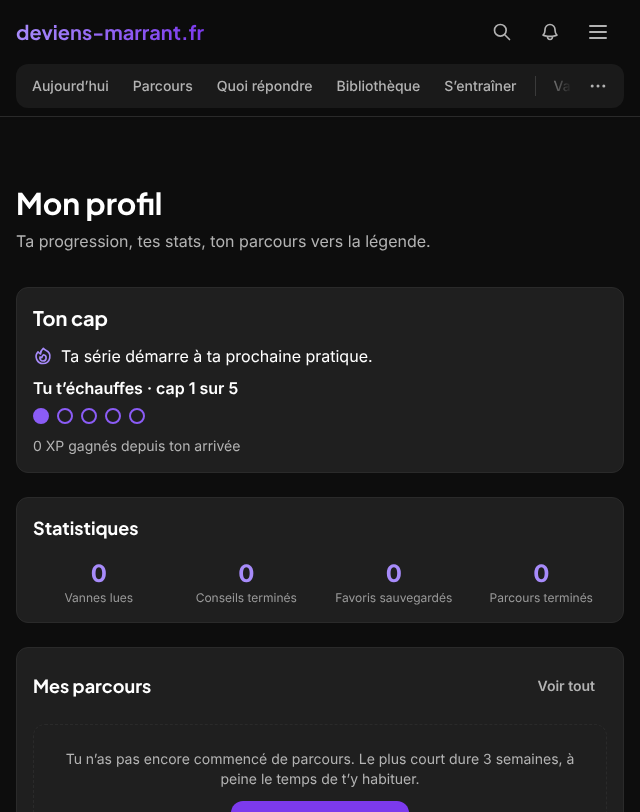 deviens-marrant.fr
Aujourd’hui
Parcours
Quoi répondre
Bibliothèque
S’entraîner
Mon profil
Ta progression, tes stats, ton parcours vers la légende.
Ton cap
Ta série démarre à ta prochaine pratique.
Tu t’échauffes · cap 1 sur 5
0 XP gagnés depuis ton arrivée
Statistiques
0
Vannes lues
0
Conseils terminés
0
Favoris sauvegardés
0
Parcours terminés
Mes parcours
Voir tout
Tu n’as pas encore commencé de parcours. Le plus court dure 3 semaines, à
peine le temps de t’y habituer.